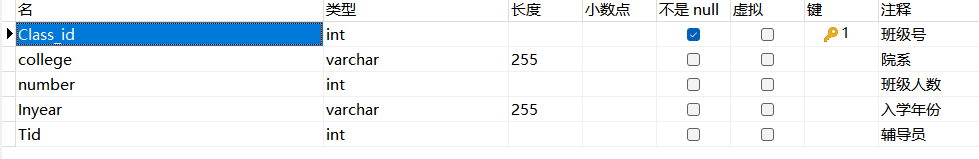 名 类型 长度 小数点 不是 null 虚拟 键 注释
Class_id int 1 班级号
college varchar 255 院系
number int 班级人数
Inyear varchar 255 入学年份
Tid int 辅导员